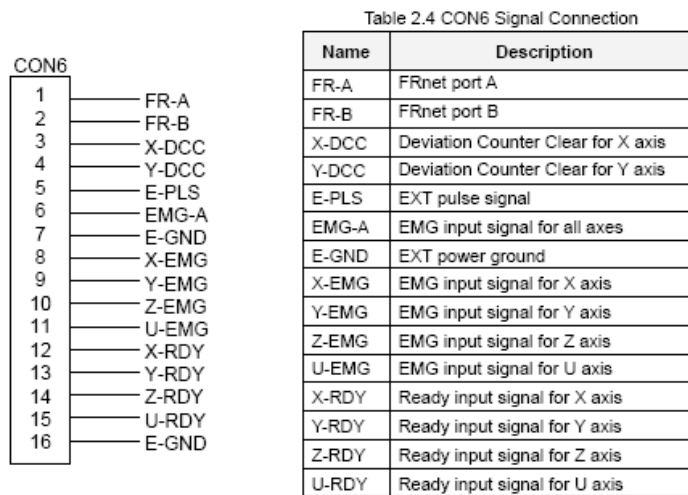 Table 2.4 CON6 Signal Connection
CON6
1 FR-A
2 FR-B
3 X-DCC
4 Y-DCC
5 E-PLS
6 EMG-A
7 E-GND
8 X-EMG
9 Y-EMG
10 Z-EMG
11 U-EMG
12 X-RDY
13 Y-RDY
14 Z-RDY
15 U-RDY
16 E-GND
Name Description
FR-A FRnet port A
FR-B FRnet port B
X-DCC Deviation Counter Clear for X axis
Y-DCC Deviation Counter Clear for Y axis
E-PLS EXT pulse signal
EMG-A EMG input signal for all axes
E-GND EXT power ground
X-EMG EMG input signal for X axis
Y-EMG EMG input signal for Y axis
Z-EMG EMG input signal for Z axis
U-EMG EMG input signal for U axis
X-RDY Ready input signal for X axis
Y-RDY Ready input signal for Y axis
Z-RDY Ready input signal for Z axis
U-RDY Ready input signal for U axis